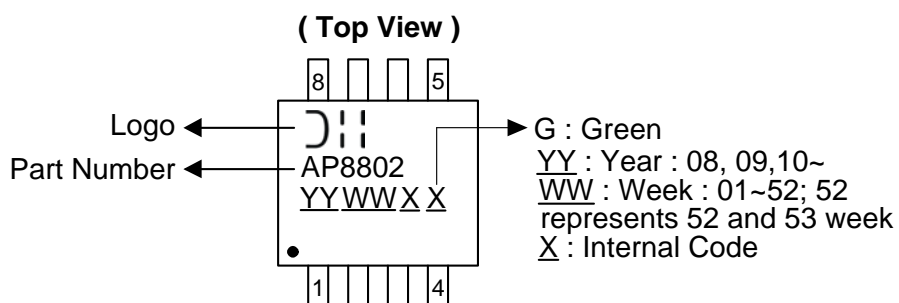 ( Top View )
8 5
Logo
Part Number
AP8802
YYWWX X
G : Green
YY : Year : 08, 09,10~
WW : Week : 01~52; 52
represents 52 and 53 week
X : Internal Code
1 4